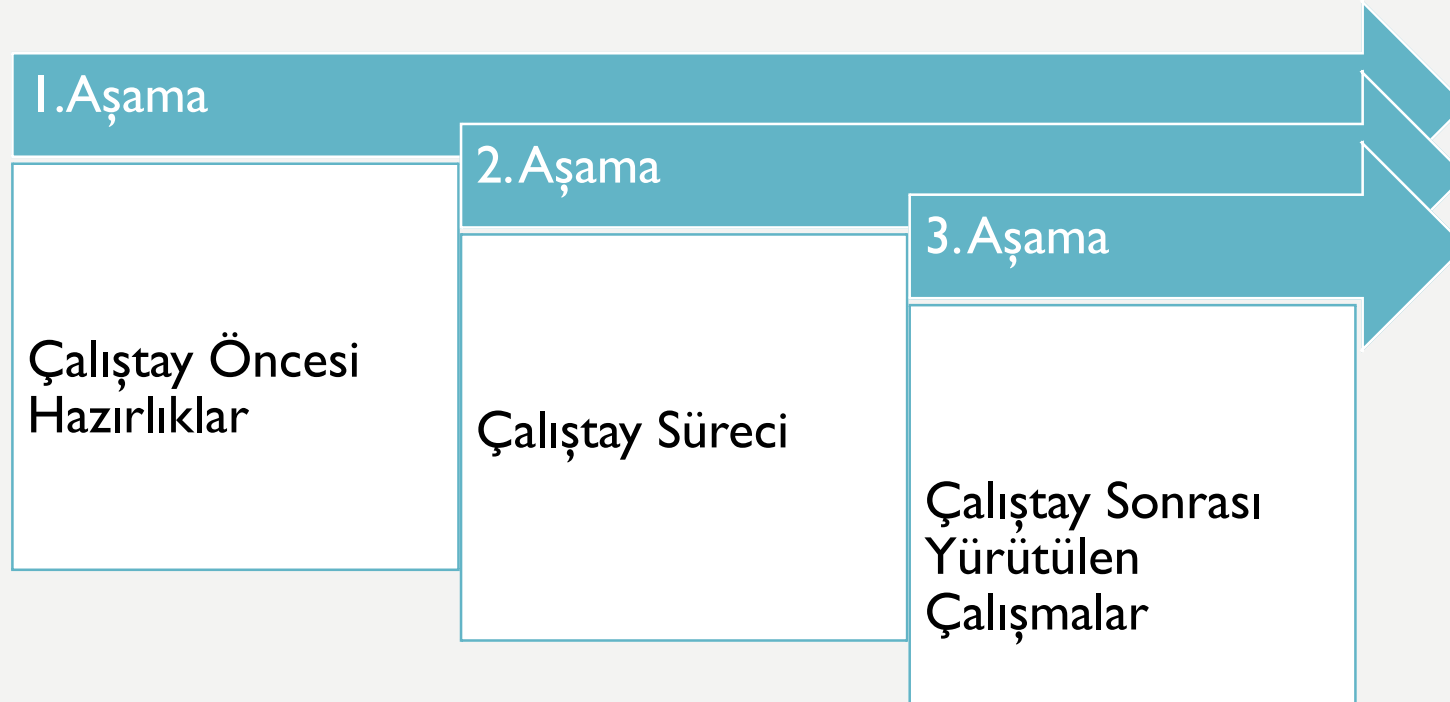 1.Aşama
Çalıştay Öncesi
Hazırlıklar
2. Aşama
Çalıştay Süreci
3. Aşama
Çalıştay Sonrası
Yürütülen
Çalışmalar